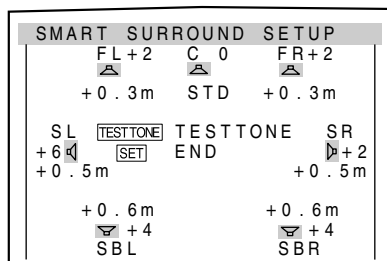 SMART SURROUND SETUP
FL+2 C 0 FR+2
+0.3m STD +0.3m
SL TESTTONE TESTTONE SR
+6 SET END +2
+0.5m +0.5m
+0.6m +0.6m
+4 +4
SBL SBR